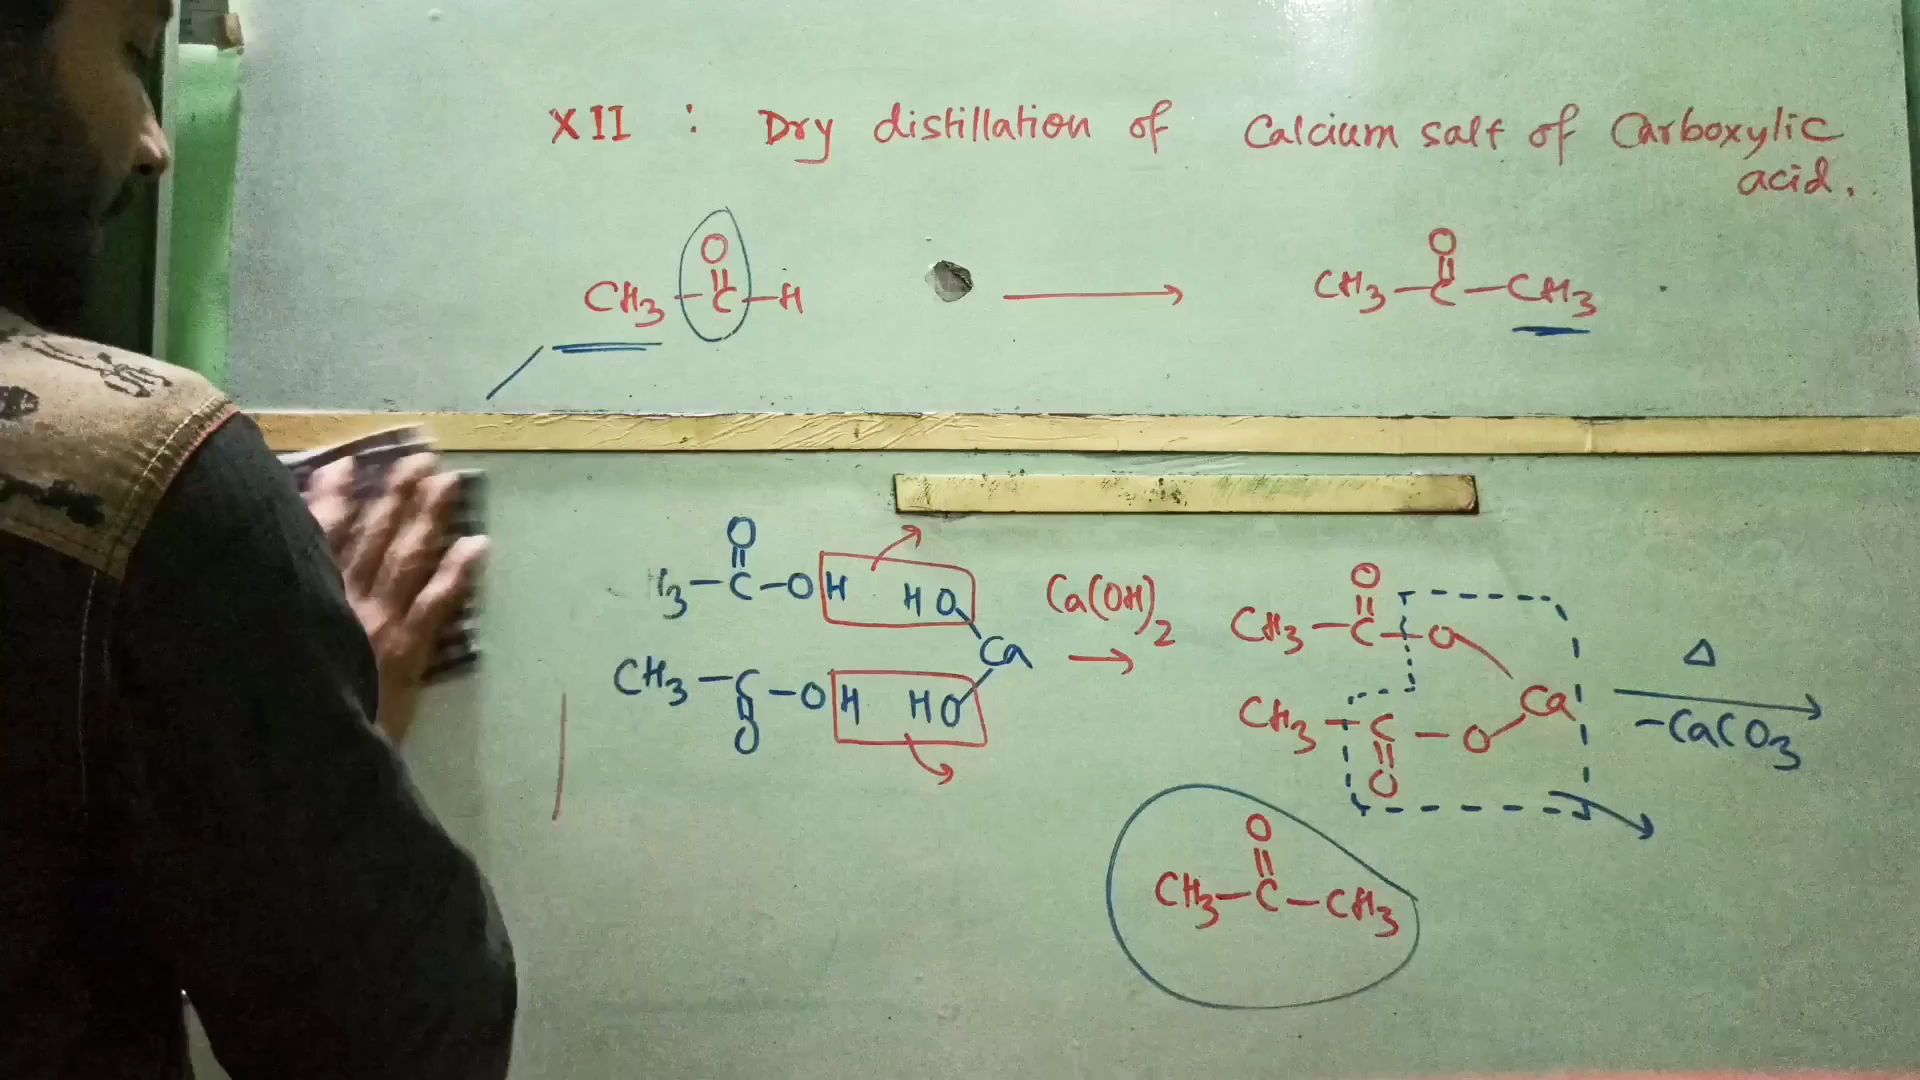 XII : Dry distillation of Calcium salt of Carboxylic
acid.
O O
CH3 - C - H → CH3 - C - CH3
O
3 - C - OH HO Ca(OH)2 O
CH3 - C - O
Ca → Ca Δ
CH3 - C - OH HO CH3 - C - O -CaCO3
O O
O
CH3 - C - CH3